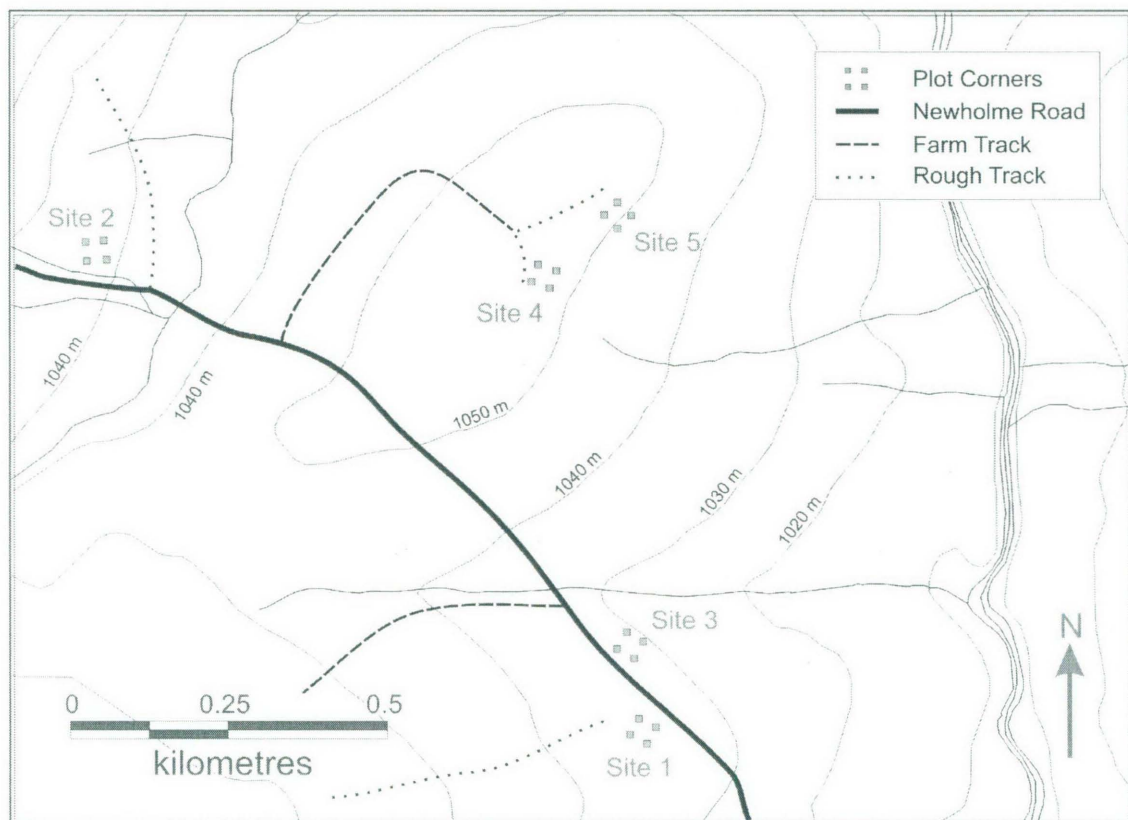 Plot Corners
Newholme Road
Farm Track
Rough Track
Site 2
Site 5
Site 4
1040 m
1040 m
1050 m
1040 m
1030 m
1020 m
Site 3
N
0 0.25 0.5
kilometres
Site 1